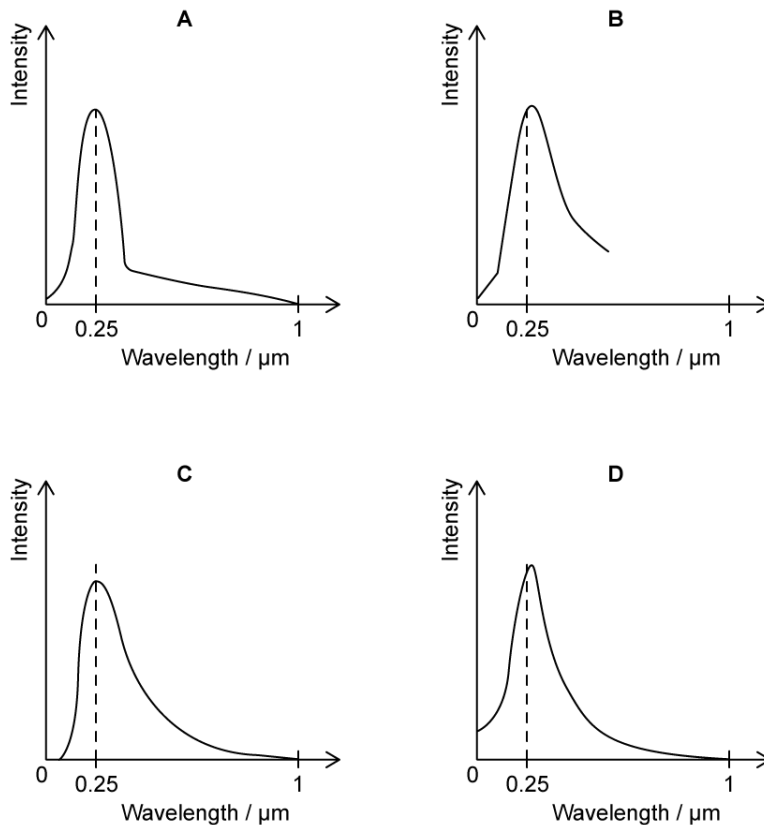 A
Intensity
0
0.25
1
Wavelength / µm
B
Intensity
0
0.25
1
Wavelength / µm
C
Intensity
0
0.25
1
Wavelength / µm
D
Intensity
0
0.25
1
Wavelength / µm